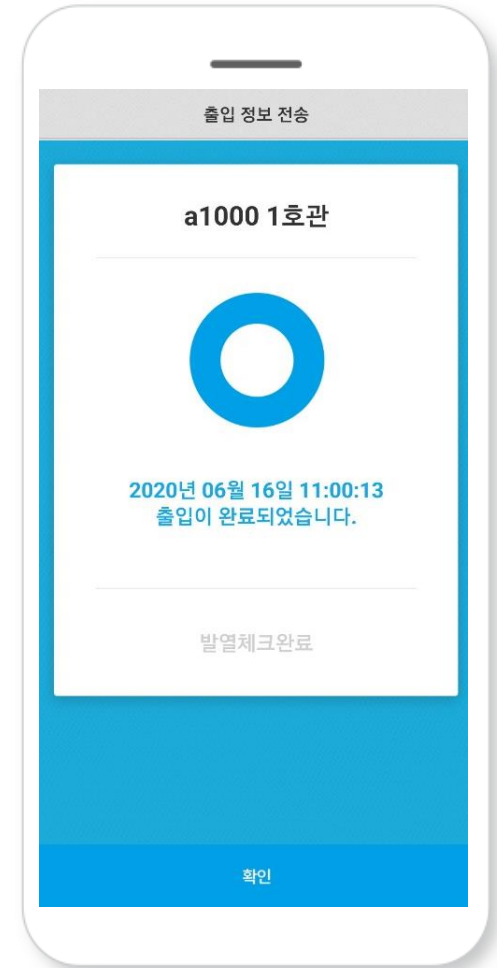 출입 정보 전송
a1000 1호관
2020년 06월 16일 11:00:13
출입이 완료되었습니다.
발열체크완료
확인